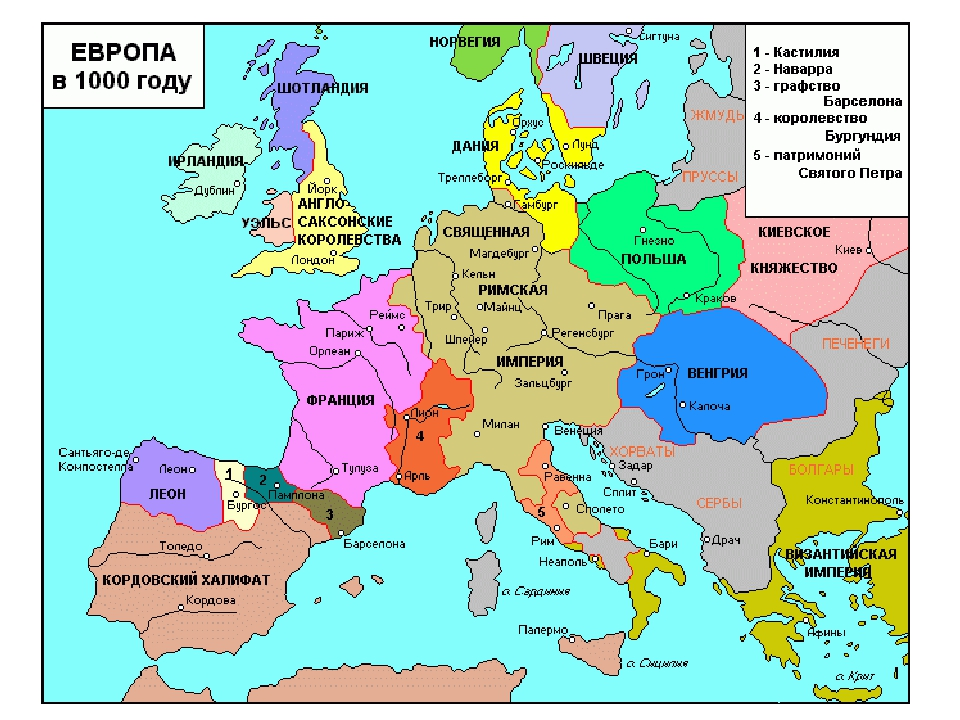 ЕВРОПА
в 1000 году
1 - Кастилия
2 - Наварра
3 - графство
Барселона
4 - королевство
Бургундия
5 - патримоний
Святого Петра
НОРВЕГИЯ
Сигтуна
ШВЕЦИЯ
ШОТЛАНДИЯ
ЖМУДЬ
Орхус
ДАНИЯ
Лунд
Роскилде
ИРЛАНДИЯ
Треллеборг
ПРУССЫ
Дублин
Йорк
АНГЛО-
САКСОНСКИЕ
КОРОЛЕВСТВА
Гамбург
УЭЛЬС
СВЯЩЕННАЯ
Гнезно
КИЕВСКОЕ
Киев
Магдебург
ПОЛЬША
Лондон
КНЯЖЕСТВО
Кельн
РИМСКАЯ
Краков
Трир
Майнц
Реймс
Прага
Париж
Шпейер
Регенсбург
Орлеан
ПЕЧЕНЕГИ
ИМПЕРИЯ
Грон
ВЕНГРИЯ
Зальцбург
ФРАНЦИЯ
Калоча
Лион
4
Милан
Венеция
Сантьяго-де
Компостелла
ХОРВАТЫ
Леон
1
Тулуза
Арль
Задар
БОЛГАРЫ
2
Равенна
ЛЕОН
Памплона
Сплит
Константинополь
Бургос
3
5
Сполето
СЕРБЫ
Толедо
Барселона
Рим
Бари
Драч
ВИЗАНТИЙСКАЯ
ИМПЕРИЯ
Неаполь
КОРДОВСКИЙ ХАЛИФАТ
о. Сардиния
Кордова
Палермо
Афины
о. Сицилия
о. Крит